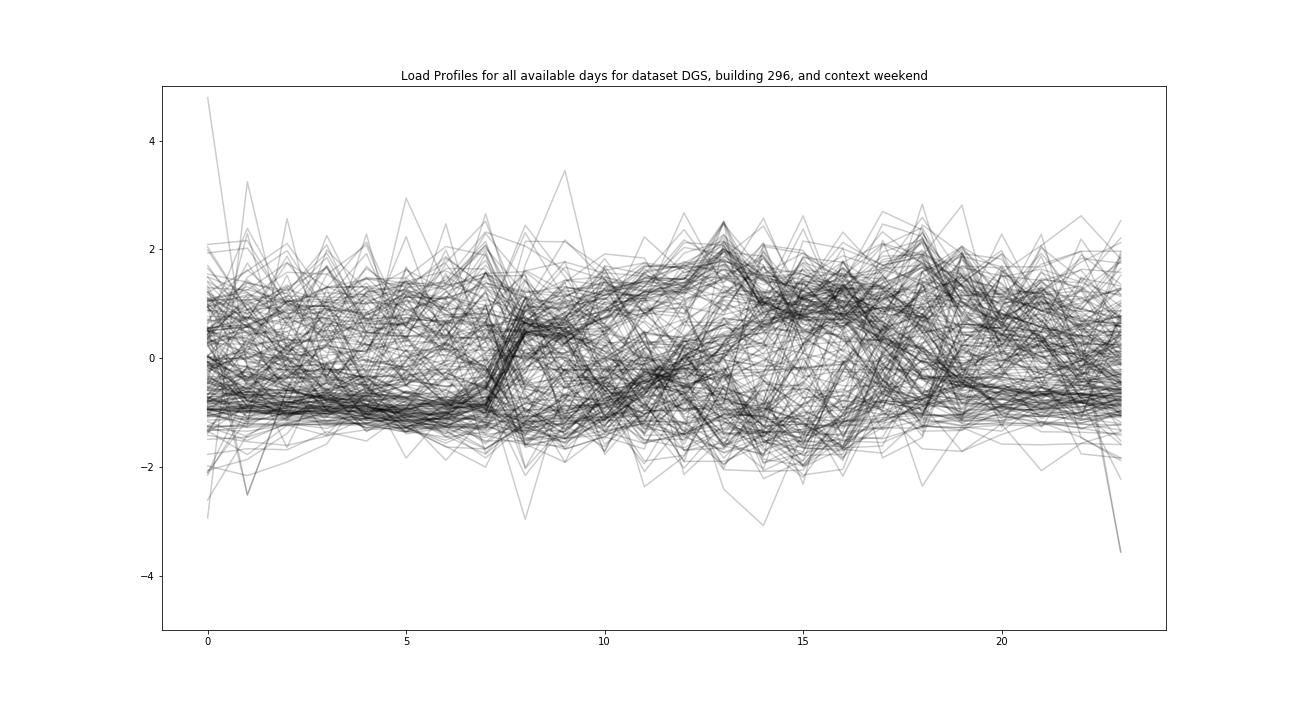 Load Profiles for all available days for dataset DGS, building 296, and context weekend
4
2
0
−2
−4
0 5 10 15 20